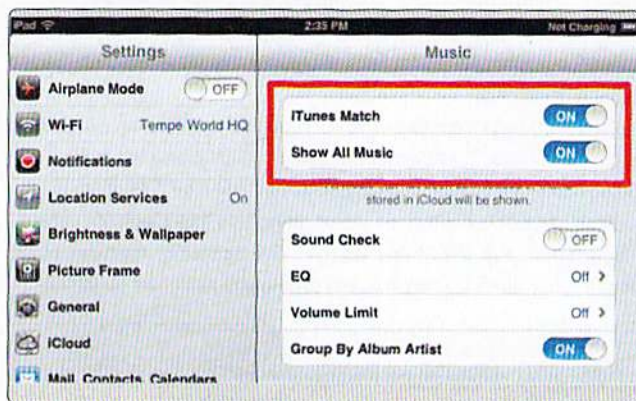 iPad 2:35 PM Not Charging
Settings
Music
Airplane Mode OFF
Wi-Fi Tempe World HQ
Notifications
Location Services On
Brightness & Wallpaper
Picture Frame
General
iCloud
Mail, Contacts, Calendars
iTunes Match ON
Show All Music ON
stored in iCloud will be shown.
Sound Check OFF
EQ Off >
Volume Limit Off >
Group By Album Artist ON